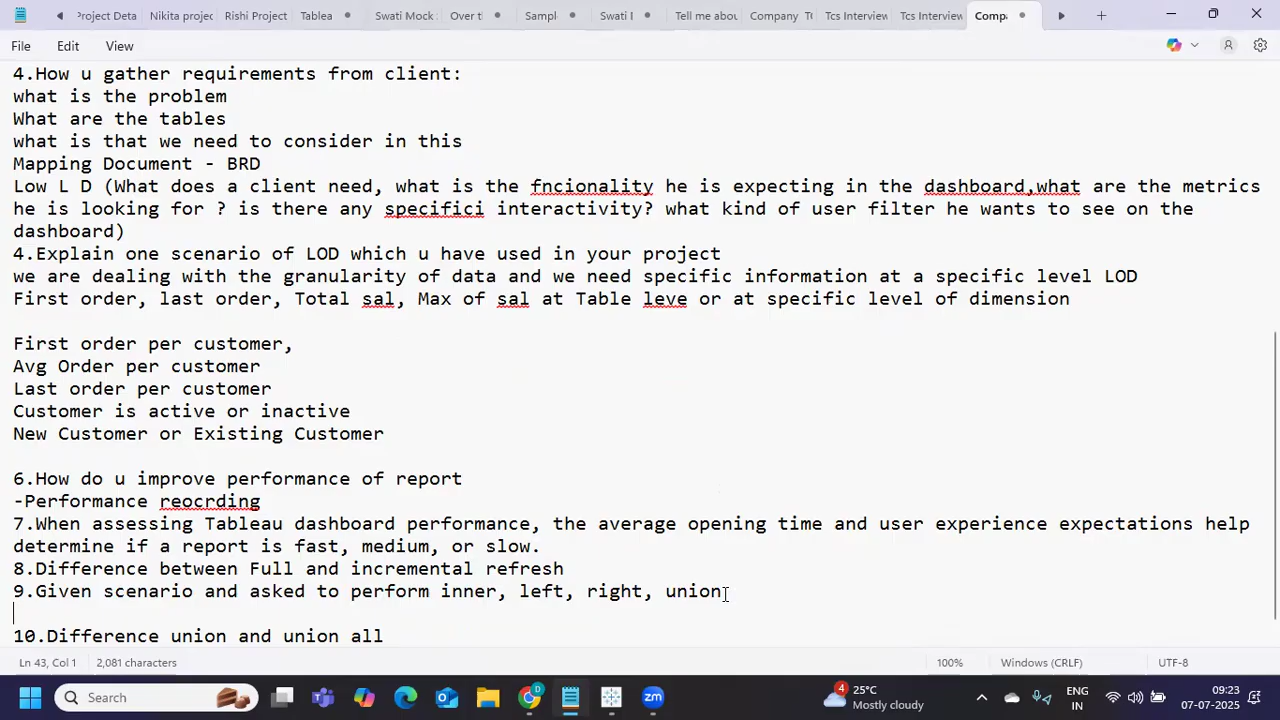 Project Deta
Nikita projec
Rishi Project
Tablea
Swati Mock
Over t
Sampl
Swati I
Tell me abou
Company T
Tcs Interview
Tcs Interview
Comp
File
Edit
View
4.How u gather requirements from client:
what is the problem
What are the tables
what is that we need to consider in this
Mapping Document - BRD
Low L D (What does a client need, what is the fncionality he is expecting in the dashboard,what are the metrics
he is looking for ? is there any specifici interactivity? what kind of user filter he wants to see on the
dashboard)
4.Explain one scenario of LOD which u have used in your project
we are dealing with the granularity of data and we need specific information at a specific level LOD
First order, last order, Total sal, Max of sal at Table leve or at specific level of dimension
First order per customer,
Avg Order per customer
Last order per customer
Customer is active or inactive
New Customer or Existing Customer
6.How do u improve performance of report
-Performance reocrding
7.When assessing Tableau dashboard performance, the average opening time and user experience expectations help
determine if a report is fast, medium, or slow.
8.Difference between Full and incremental refresh
9.Given scenario and asked to perform inner, left, right, union
10.Difference union and union all
Ln 43, Col 1
2,081 characters
100%
Windows (CRLF)
UTF-8
Search
4
25°C
Mostly cloudy
ENG
IN
09:23
07-07-2025